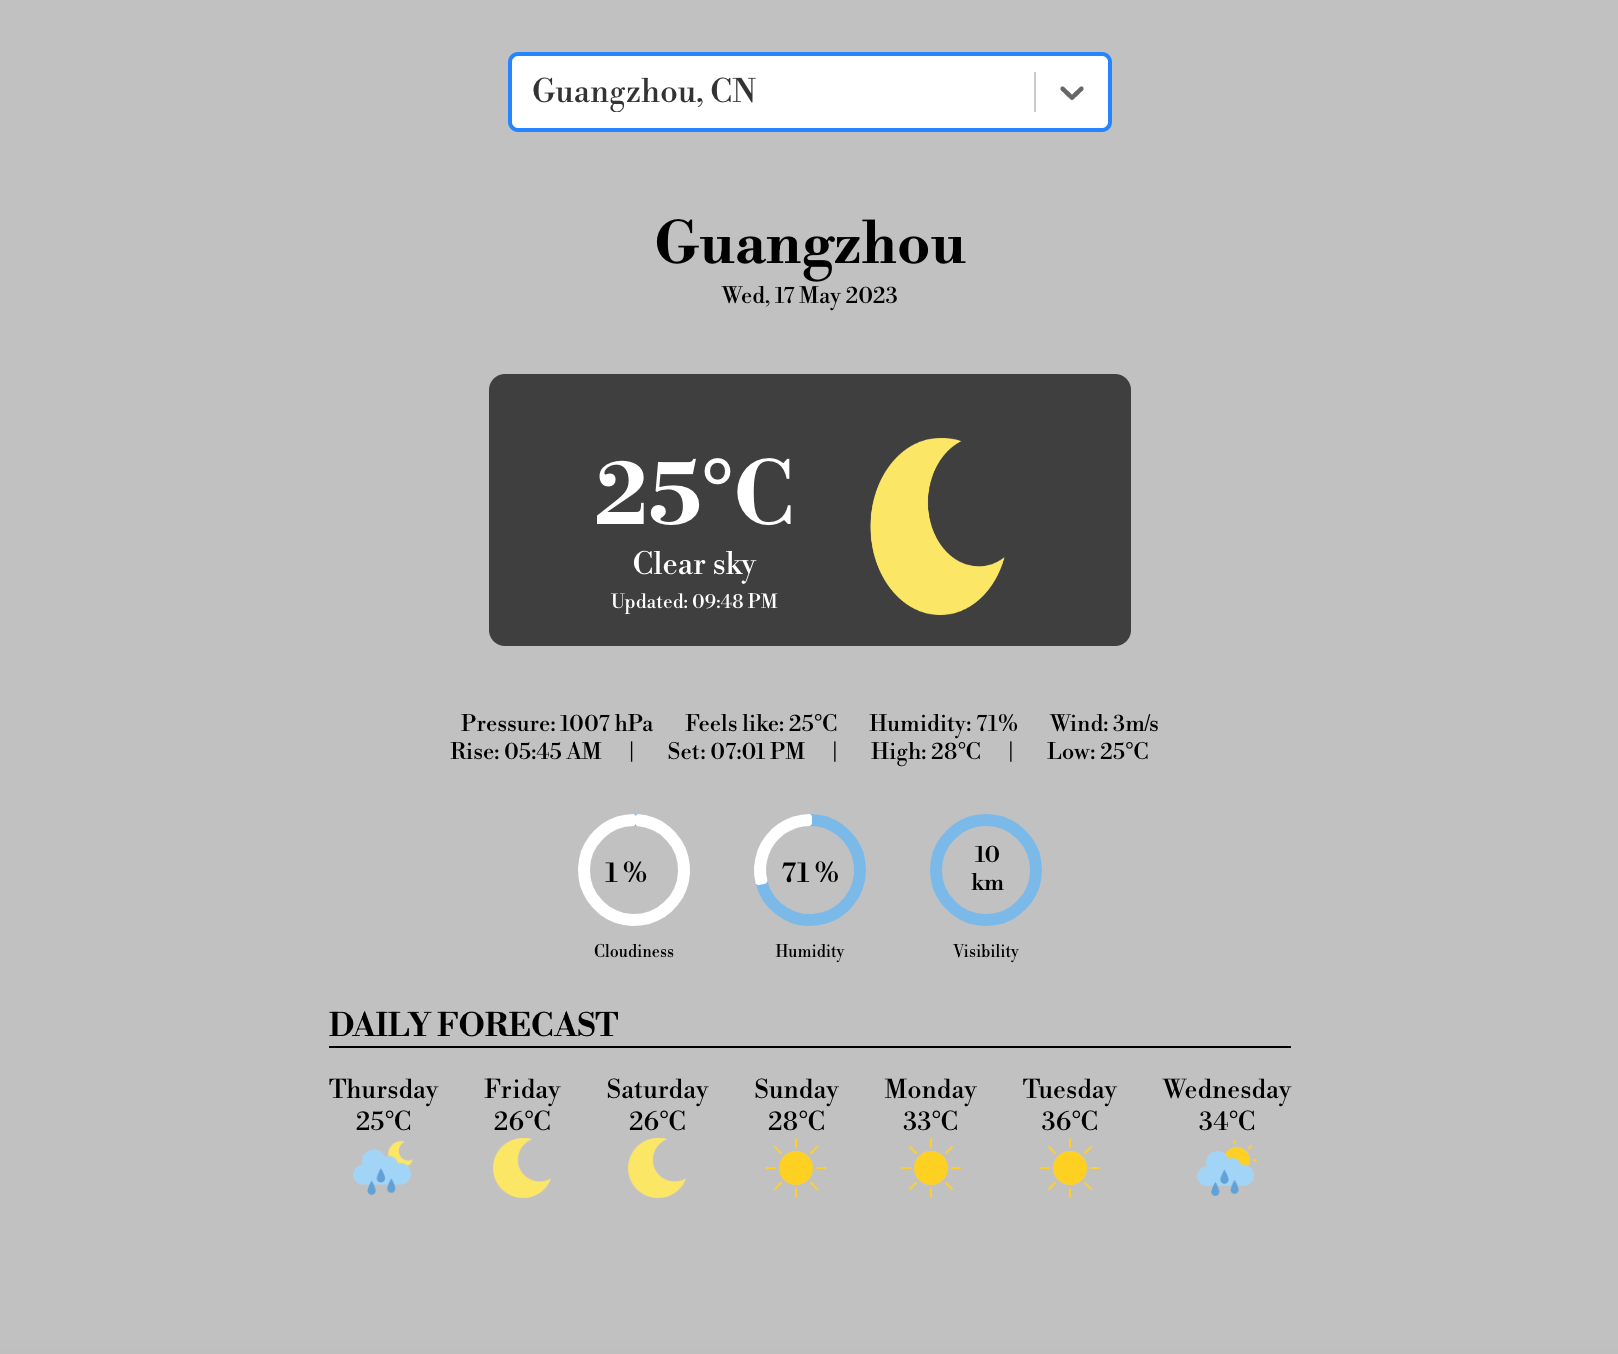 Guangzhou, CN
Guangzhou
Wed, 17 May 2023
25°C
Clear sky
Updated: 09:48 PM
Pressure: 1007 hPa Feels like: 25°C Humidity: 71% Wind: 3m/s
Rise: 05:45 AM | Set: 07:01 PM | High: 28°C | Low: 25°C
1 % 71 % 10 km
Cloudiness Humidity Visibility
DAILY FORECAST
Thursday Friday Saturday Sunday Monday Tuesday Wednesday
25°C 26°C 26°C 28°C 33°C 36°C 34°C